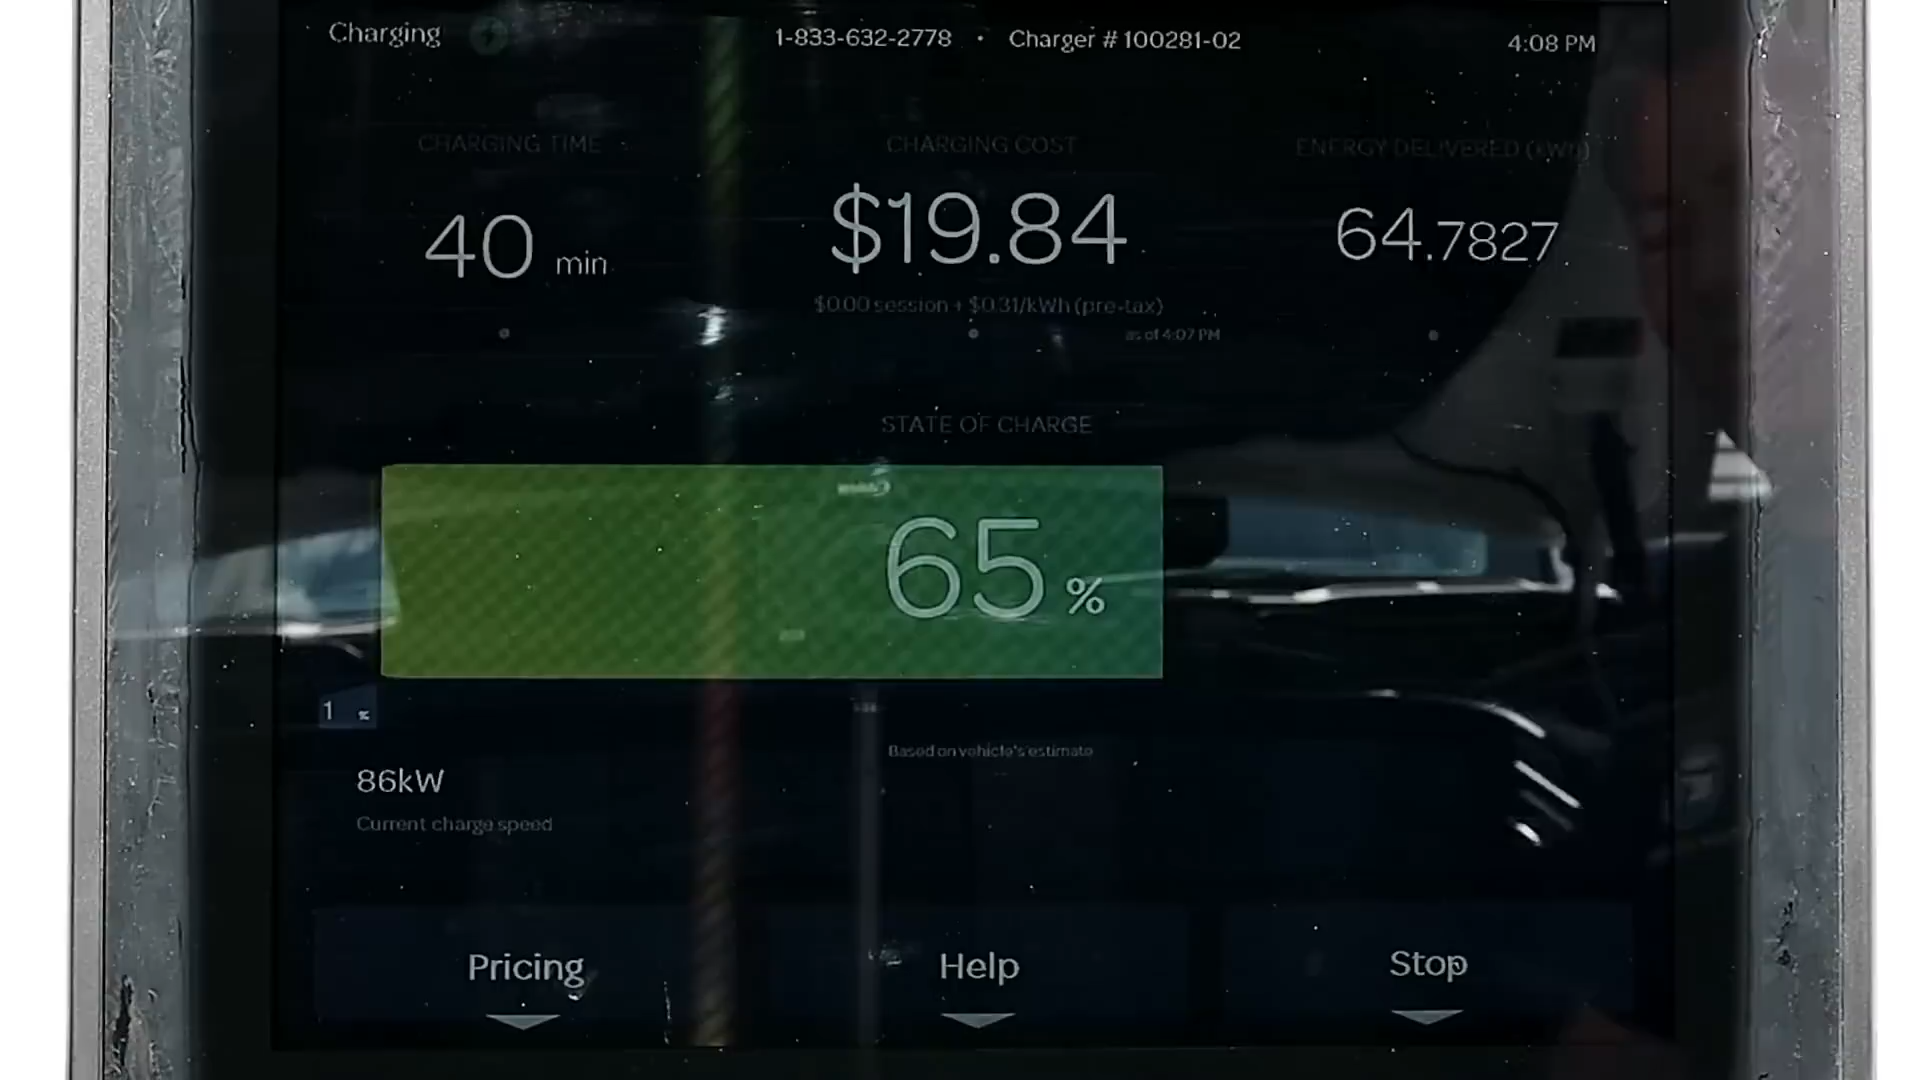 Charging 1-833-632-2778 • Charger # 100281-02 4:08 PM
CHARGING TIME CHARGING COST ENERGY DELIVERED (kWh)
40 min $19.84 64.7827
$0.00 session + $0.31/kWh (pre-tax)
as of 4:07 PM
STATE OF CHARGE
65 %
1 %
Based on vehicle's estimate
86kW
Current charge speed
Pricing Help Stop